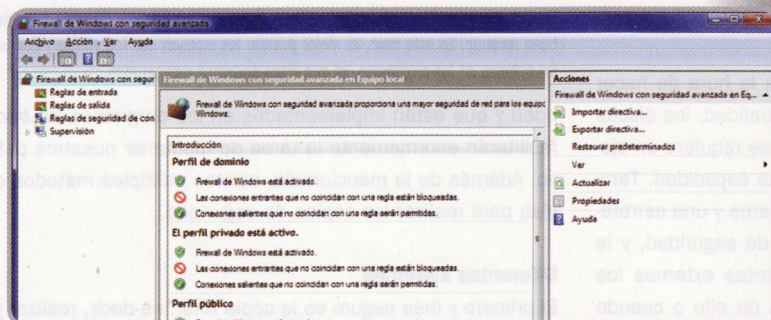 Firewall de Windows con seguridad avanzada
Archivo Acción Ver Ayuda
Firewall de Windows con segur
Reglas de entrada
Reglas de salida
Reglas de seguridad de con
Supervisión
Firewall de Windows con seguridad avanzada en Equipo local
Firewall de Windows con seguridad avanzada proporciona una mayor seguridad de red para los equipo
Windows.
Introducción
Perfil de dominio
Firewall de Windows está activado.
Las conexiones entrantes que no coincidan con una regla están bloqueadas.
Conexiones salientes que no coincidan con una regla serán permitidas.
El perfil privado está activo.
Firewall de Windows está activado.
Las conexiones entrantes que no coincidan con una regla están bloqueadas.
Conexiones salientes que no coincidan con una regla serán permitidas.
Perfil público
Acciones
Firewall de Windows con seguridad avanzada en Eq...
Importar directiva...
Exportar directiva...
Restaurar predeterminados
Ver
Actualizar
Propiedades
Ayuda